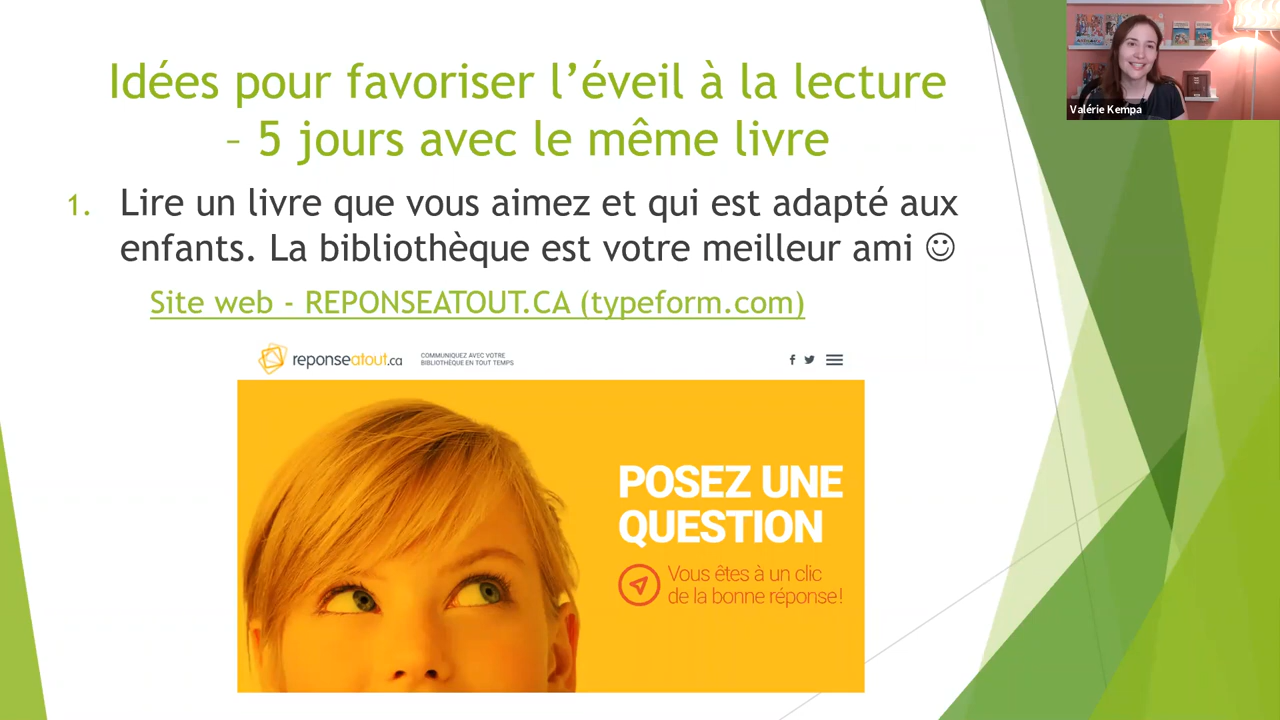 Idées pour favoriser l’éveil à la lecture
– 5 jours avec le même livre
1. Lire un livre que vous aimez et qui est adapté aux
enfants. La bibliothèque est votre meilleur ami ☺
Site web - REPONSEATOUT.CA (typeform.com)
reponseatout.ca
COMMUNIQUEZ AVEC VOTRE
BIBLIOTHÈQUE EN TOUT TEMPS
POSEZ UNE
QUESTION
Vous êtes à un clic
de la bonne réponse!
Valérie Kempa